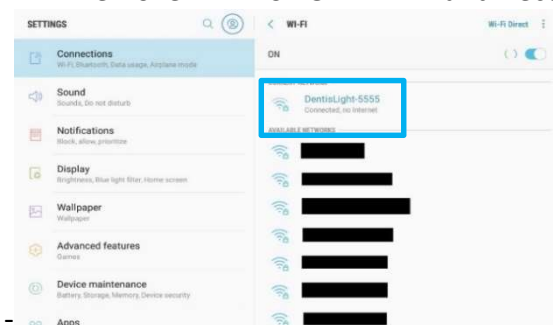 SETTINGS
Connections
Wi-Fi, Bluetooth, Data usage, Airplane mode
Sound
Sounds, Do not disturb
Notifications
Block, allow, prioritize
Display
Brightness, Blue light filter, Home screen
Wallpaper
Wallpaper
Advanced features
Games
Device maintenance
Battery, Storage, Memory, Device security
Apps
< WI-FI
Wi-Fi Direct
ON
CURRENT NETWORK
DentisLight-5555
Connected, no Internet
AVAILABLE NETWORKS